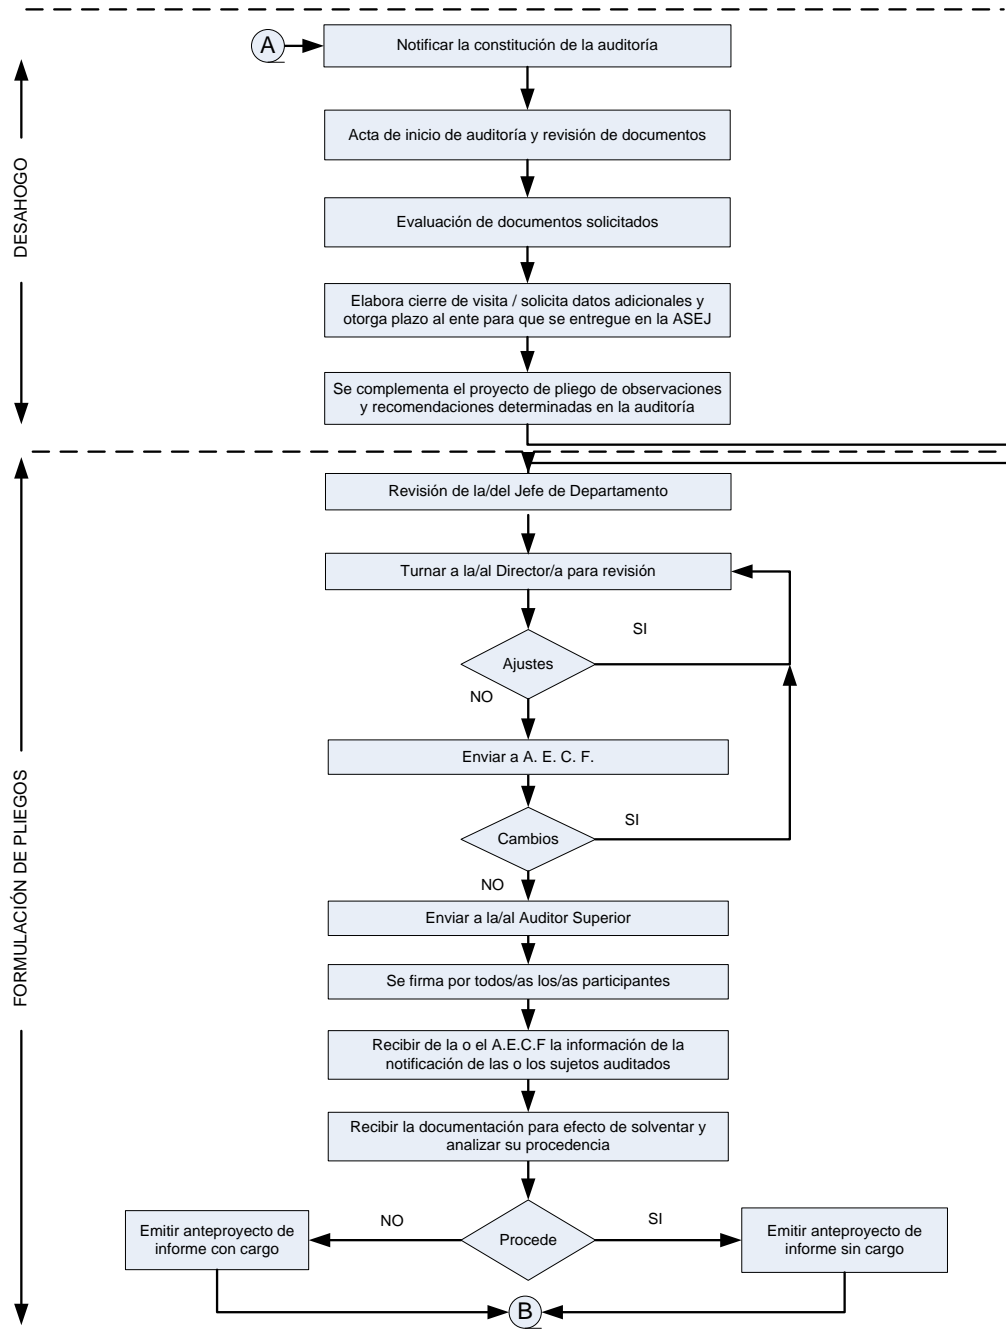 A
Notificar la constitución de la auditoría
Acta de inicio de auditoría y revisión de documentos
DESAHOGO
Evaluación de documentos solicitados
Elabora cierre de visita / solicita datos adicionales y
otorga plazo al ente para que se entregue en la ASEJ
Se complementa el proyecto de pliego de observaciones
y recomendaciones determinadas en la auditoría
FORMULACIÓN DE PLIEGOS
Revisión de la/del Jefe de Departamento
Turnar a la/al Director/a para revisión
SI
Ajustes
NO
Enviar a A. E. C. F.
SI
Cambios
NO
Enviar a la/al Auditor Superior
Se firma por todos/as los/as participantes
Recibir de la o el A.E.C.F la información de la
notificación de las o los sujetos auditados
Recibir la documentación para efecto de solventar y
analizar su procedencia
NO
SI
Emitir anteproyecto de
informe con cargo
Procede
Emitir anteproyecto de
informe sin cargo
B